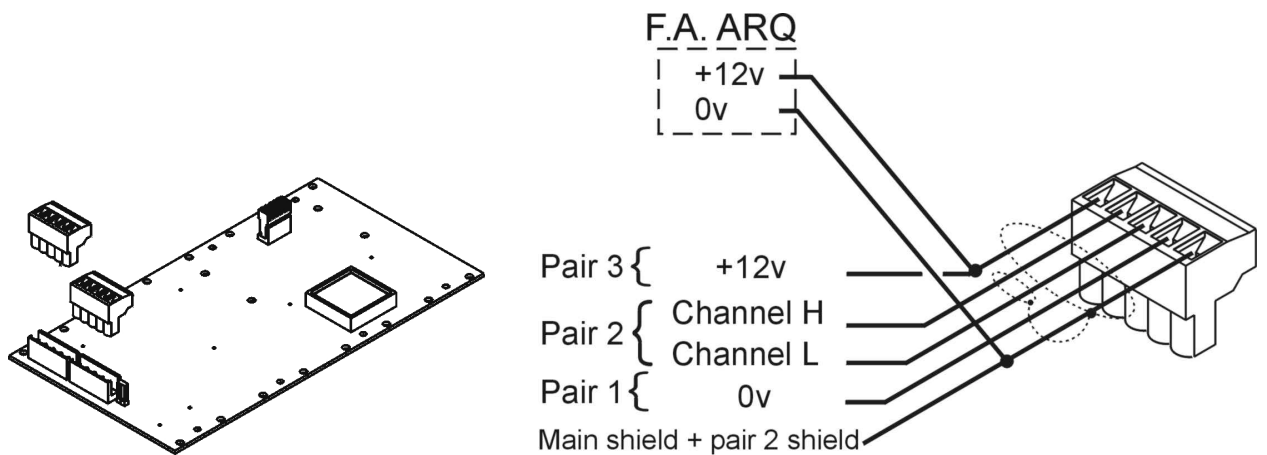 F.A. ARQ
+12v
0v
Pair 3 { +12v
Pair 2 { Channel H
Channel L
Pair 1 { 0v
Main shield + pair 2 shield